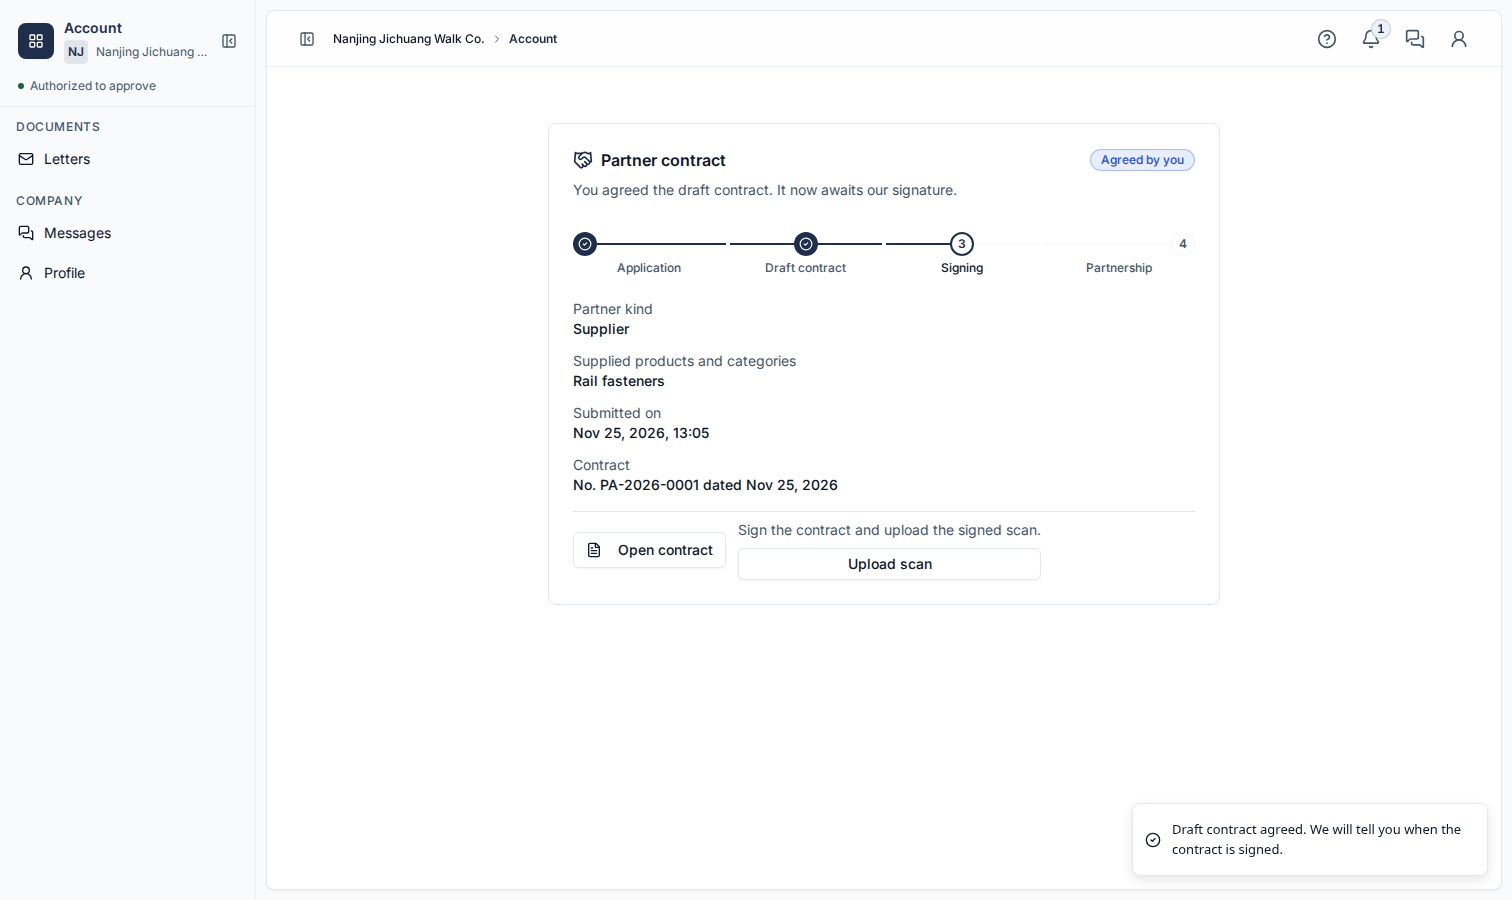 Account
NJ Nanjing Jichuang ...
Authorized to approve
DOCUMENTS
Letters
COMPANY
Messages
Profile
Nanjing Jichuang Walk Co. > Account
1
Partner contract
Agreed by you
You agreed the draft contract. It now awaits our signature.
3
4
Application
Draft contract
Signing
Partnership
Partner kind
Supplier
Supplied products and categories
Rail fasteners
Submitted on
Nov 25, 2026, 13:05
Contract
No. PA-2026-0001 dated Nov 25, 2026
Open contract
Sign the contract and upload the signed scan.
Upload scan
Draft contract agreed. We will tell you when the
contract is signed.